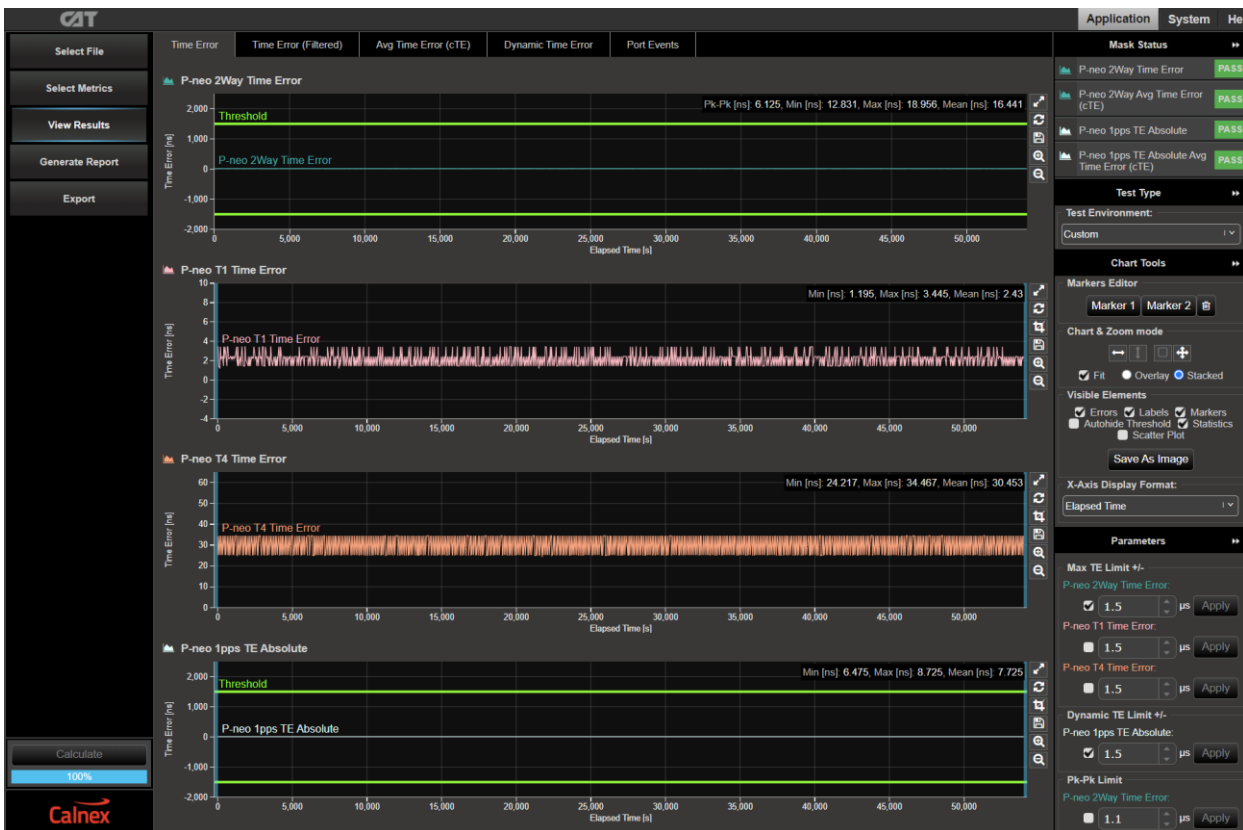 CAT
Application System He
Select File
Select Metrics
View Results
Generate Report
Export
Calculate
100%
Calnex
Time Error Time Error (Filtered) Avg Time Error (cTE) Dynamic Time Error Port Events
P-neo 2Way Time Error
Pk-Pk [ns]: 6.125, Min [ns]: 12.831, Max [ns]: 18.956, Mean [ns]: 16.441
Threshold
P-neo 2Way Time Error
Time Error [ns]
2,000
1,000
0
-1,000
-2,000
0 5,000 10,000 15,000 20,000 25,000 30,000 35,000 40,000 45,000 50,000
Elapsed Time [s]
P-neo T1 Time Error
Min [ns]: 1.195, Max [ns]: 3.445, Mean [ns]: 2.43
P-neo T1 Time Error
Time Error [ns]
10
8
6
4
2
0
-2
-4
0 5,000 10,000 15,000 20,000 25,000 30,000 35,000 40,000 45,000 50,000
Elapsed Time [s]
P-neo T4 Time Error
Min [ns]: 24.217, Max [ns]: 34.467, Mean [ns]: 30.453
P-neo T4 Time Error
Time Error [ns]
60
50
40
30
20
10
0
0 5,000 10,000 15,000 20,000 25,000 30,000 35,000 40,000 45,000 50,000
Elapsed Time [s]
P-neo 1pps TE Absolute
Min [ns]: 6.475, Max [ns]: 8.725, Mean [ns]: 7.725
Threshold
P-neo 1pps TE Absolute
Time Error [ns]
2,000
1,000
0
-1,000
-2,000
0 5,000 10,000 15,000 20,000 25,000 30,000 35,000 40,000 45,000 50,000
Elapsed Time [s]
Mask Status
P-neo 2Way Time Error PASS
P-neo 2Way Avg Time Error
(cTE) PASS
P-neo 1pps TE Absolute PASS
P-neo 1pps TE Absolute Avg
Time Error (cTE) PASS
Test Type
Test Environment:
Custom
Chart Tools
Markers Editor
Marker 1 Marker 2
Chart & Zoom mode
Fit Overlay Stacked
Visible Elements
Errors Labels Markers
Autohide Threshold Statistics
Scatter Plot
Save As Image
X-Axis Display Format:
Elapsed Time
Parameters
Max TE Limit +/-
P-neo 2Way Time Error:
1.5 µs Apply
P-neo T1 Time Error:
1.5 µs Apply
P-neo T4 Time Error:
1.5 µs Apply
Dynamic TE Limit +/-
P-neo 1pps TE Absolute:
1.5 µs Apply
Pk-Pk Limit
P-neo 2Way Time Error:
1.1 µs Apply